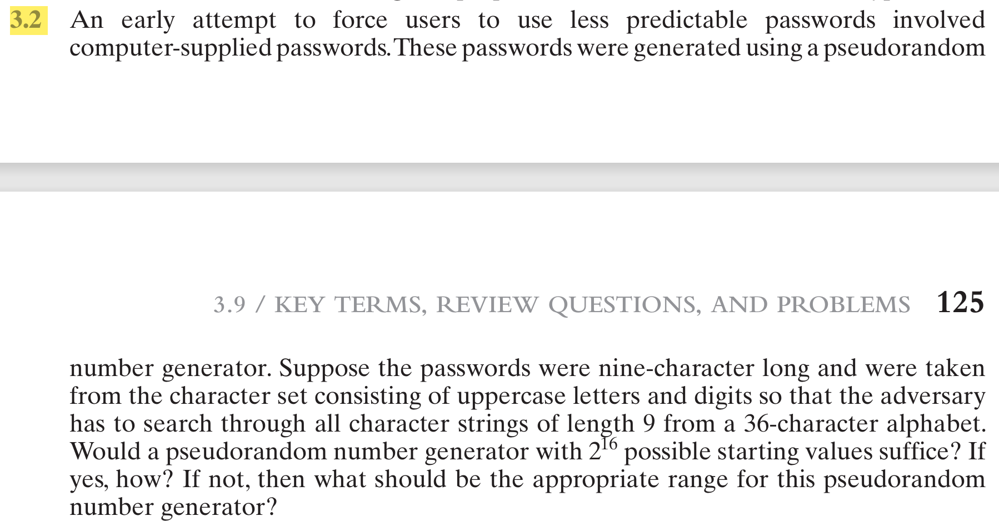 3.2 An early attempt to force users to use less predictable passwords involved
computer-supplied passwords. These passwords were generated using a pseudorandom
3.9 / KEY TERMS, REVIEW QUESTIONS, AND PROBLEMS 125
number generator. Suppose the passwords were nine-character long and were taken
from the character set consisting of uppercase letters and digits so that the adversary
has to search through all character strings of length 9 from a 36-character alphabet.
Would a pseudorandom number generator with 2¹⁶ possible starting values suffice? If
yes, how? If not, then what should be the appropriate range for this pseudorandom
number generator?